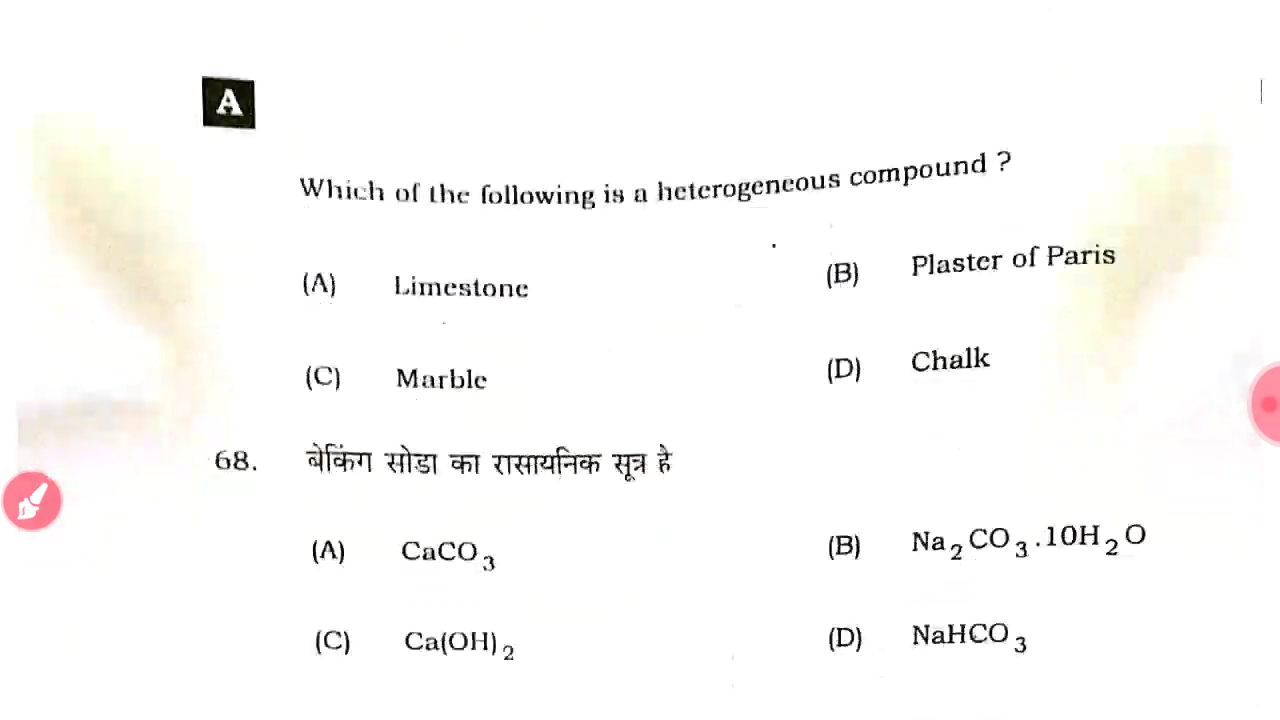 A
Which of the following is a heterogeneous compound ?
(A) Limestone (B) Plaster of Paris
(C) Marble (D) Chalk
68. बेकिंग सोडा का रासायनिक सूत्र है
(A) CaCO₃ (B) Na₂CO₃.10H₂O
(C) Ca(OH)₂ (D) NaHCO₃